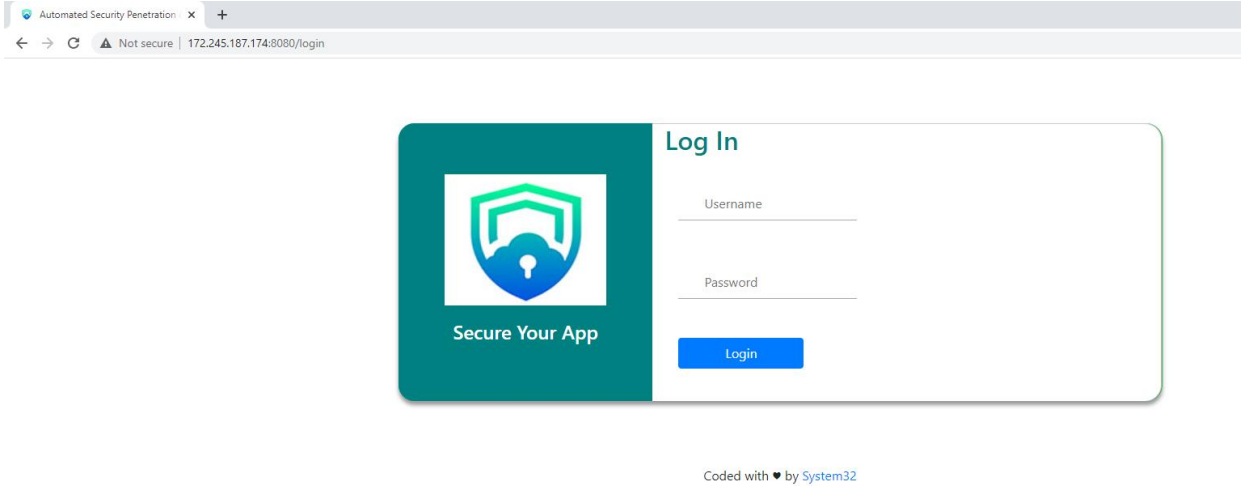 Automated Security Penetration
Not secure | 172.245.187.174:8080/login
Log In
Username
Password
Secure Your App
Login
Coded with ♥ by System32